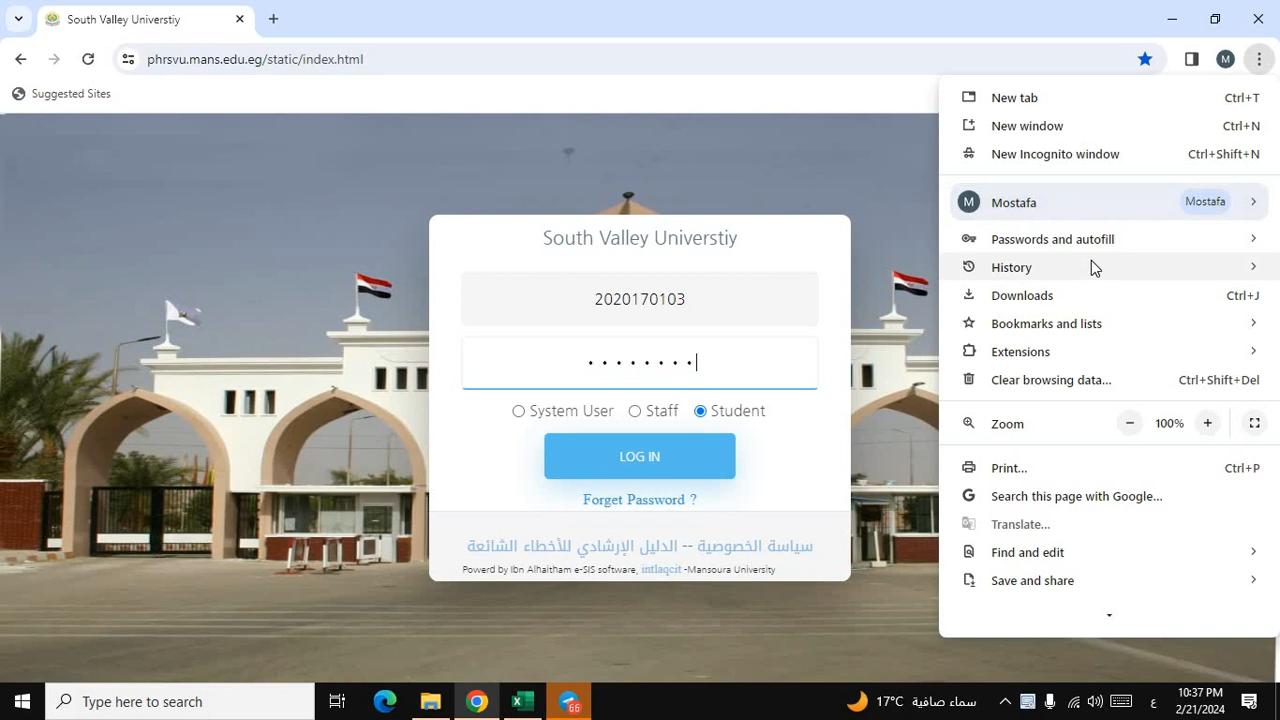 South Valley Universtiy
phrsvu.mans.edu.eg/static/index.html
M
Suggested Sites
New tab Ctrl+T
New window Ctrl+N
New Incognito window Ctrl+Shift+N
M Mostafa Mostafa
Passwords and autofill
History
Downloads Ctrl+J
Bookmarks and lists
Extensions
Clear browsing data... Ctrl+Shift+Del
Zoom − 100% +
Print... Ctrl+P
Search this page with Google...
Translate...
Find and edit
Save and share
South Valley Universtiy
2020170103
System User Staff Student
LOG IN
Forget Password ?
سياسة الخصوصية -- الدليل الإرشادي للأخطاء الشائعة
Powerd by Ibn Alhaitham e-SIS software, intlaqcit -Mansoura University
Type here to search
66
17°C سماء صافية
ع
10:37 PM
2/21/2024